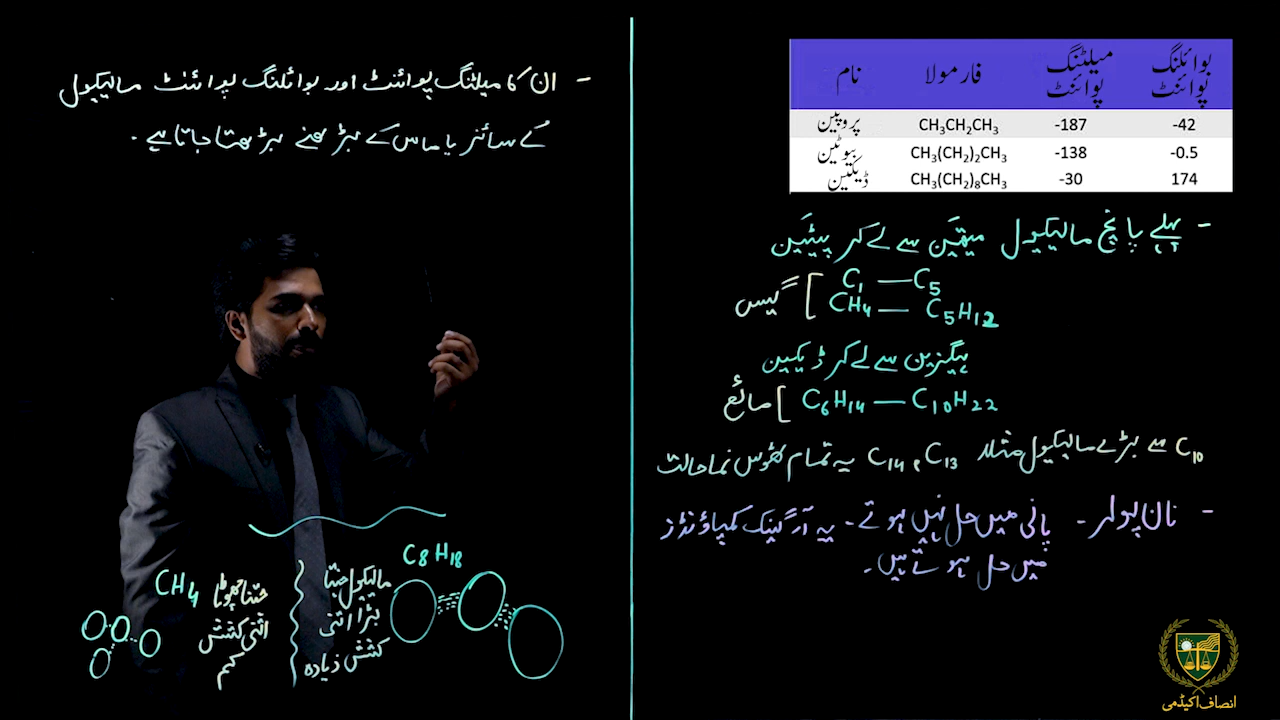 - ان کا میلٹنگ پوائنٹ اور بوائلنگ پوائنٹ مالیکیول
کے سائز یا ماس کے بڑھنے بڑھتا جاتا ہے۔
CH4
جتنا چھوٹا
اتنی کشش
کم
C8H18
مالیکیول جتنا
بڑا اتنی
کشش زیادہ
نام فارمولا میلٹنگ پوائنٹ بوائلنگ پوائنٹ
پروپین CH₃CH₂CH₃ -187 -42
بیوٹین CH₃(CH₂)₂CH₃ -138 -0.5
ڈیکین CH₃(CH₂)₈CH₃ -30 174
- پہلے پانچ مالیکیول میتھین سے لے کر پینٹین
C1 — C5
CH4 — C5H12 ] گیس
ہیگزین سے لے کر ڈیکین
C6H14 — C10H22 ] مائع
C10 سے بڑے مالیکیول مثلاً C13 , C14 یہ تمام ٹھوس نما حالت
- نان پولر - پانی میں حل نہیں ہوتے - یہ آرگینک کمپاؤنڈز
میں حل ہوتے ہیں۔
انصاف اکیڈمی